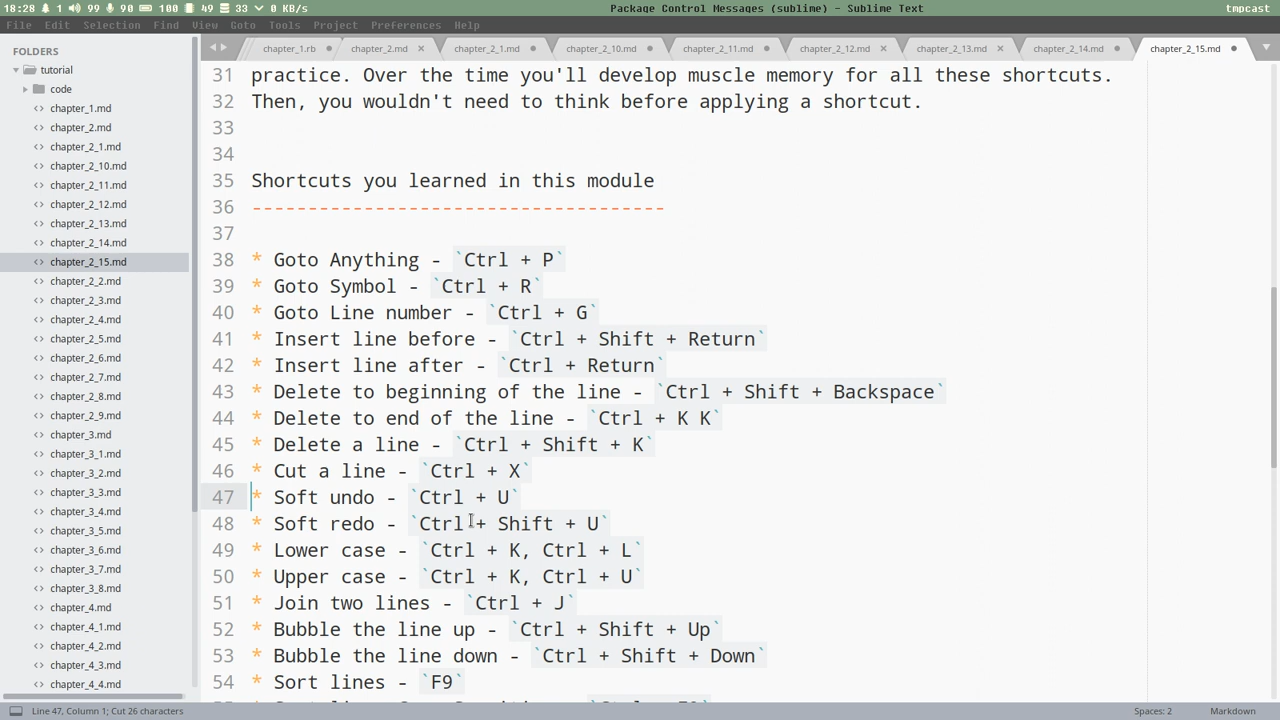 18:28 1 99 90 100 49 33 0 KB/s
Package Control Messages (sublime) - Sublime Text
tmpcast
File Edit Selection Find View Goto Tools Project Preferences Help
FOLDERS
tutorial
code
chapter_1.md
chapter_2.md
chapter_2_1.md
chapter_2_10.md
chapter_2_11.md
chapter_2_12.md
chapter_2_13.md
chapter_2_14.md
chapter_2_15.md
chapter_2_2.md
chapter_2_3.md
chapter_2_4.md
chapter_2_5.md
chapter_2_6.md
chapter_2_7.md
chapter_2_8.md
chapter_2_9.md
chapter_3.md
chapter_3_1.md
chapter_3_2.md
chapter_3_3.md
chapter_3_4.md
chapter_3_5.md
chapter_3_6.md
chapter_3_7.md
chapter_3_8.md
chapter_4.md
chapter_4_1.md
chapter_4_2.md
chapter_4_3.md
chapter_4_4.md
chapter_1.rb chapter_2.md chapter_2_1.md chapter_2_10.md chapter_2_11.md chapter_2_12.md chapter_2_13.md chapter_2_14.md chapter_2_15.md
31 practice. Over the time you'll develop muscle memory for all these shortcuts.
32 Then, you wouldn't need to think before applying a shortcut.
33
34
35 Shortcuts you learned in this module
36 -------------------------------------
37
38 * Goto Anything - `Ctrl + P`
39 * Goto Symbol - `Ctrl + R`
40 * Goto Line number - `Ctrl + G`
41 * Insert line before - `Ctrl + Shift + Return`
42 * Insert line after - `Ctrl + Return`
43 * Delete to beginning of the line - `Ctrl + Shift + Backspace`
44 * Delete to end of the line - `Ctrl + K K`
45 * Delete a line - `Ctrl + Shift + K`
46 * Cut a line - `Ctrl + X`
47 * Soft undo - `Ctrl + U`
48 * Soft redo - `Ctrl + Shift + U`
49 * Lower case - `Ctrl + K, Ctrl + L`
50 * Upper case - `Ctrl + K, Ctrl + U`
51 * Join two lines - `Ctrl + J`
52 * Bubble the line up - `Ctrl + Shift + Up`
53 * Bubble the line down - `Ctrl + Shift + Down`
54 * Sort lines - `F9`
Line 47, Column 1; Cut 26 characters
Spaces: 2
Markdown